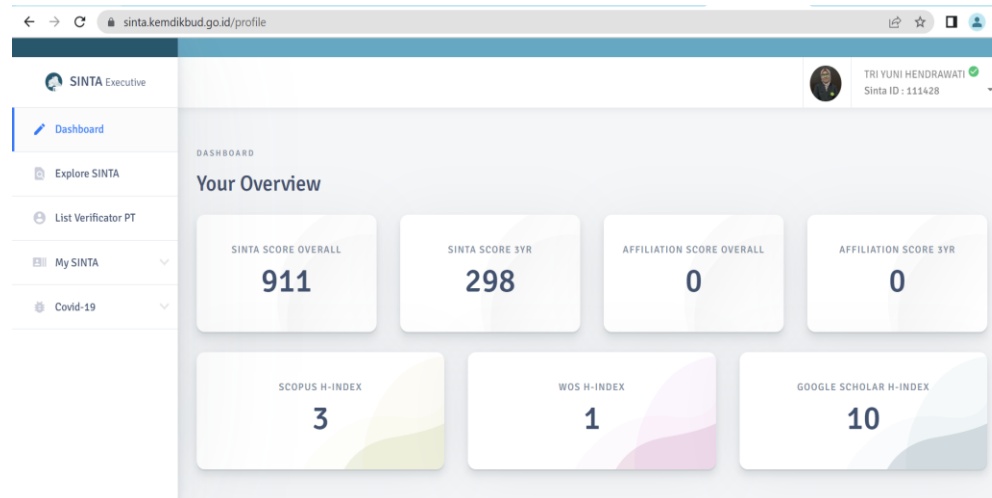 sinta.kemdikbud.go.id/profile
SINTA Executive
TRI YUNI HENDRAWATI
Sinta ID : 111428
Dashboard
Explore SINTA
List Verificator PT
My SINTA
Covid-19
DASHBOARD
Your Overview
SINTA SCORE OVERALL
911
SINTA SCORE 3YR
298
AFFILIATION SCORE OVERALL
0
AFFILIATION SCORE 3YR
0
SCOPUS H-INDEX
3
WOS H-INDEX
1
GOOGLE SCHOLAR H-INDEX
10